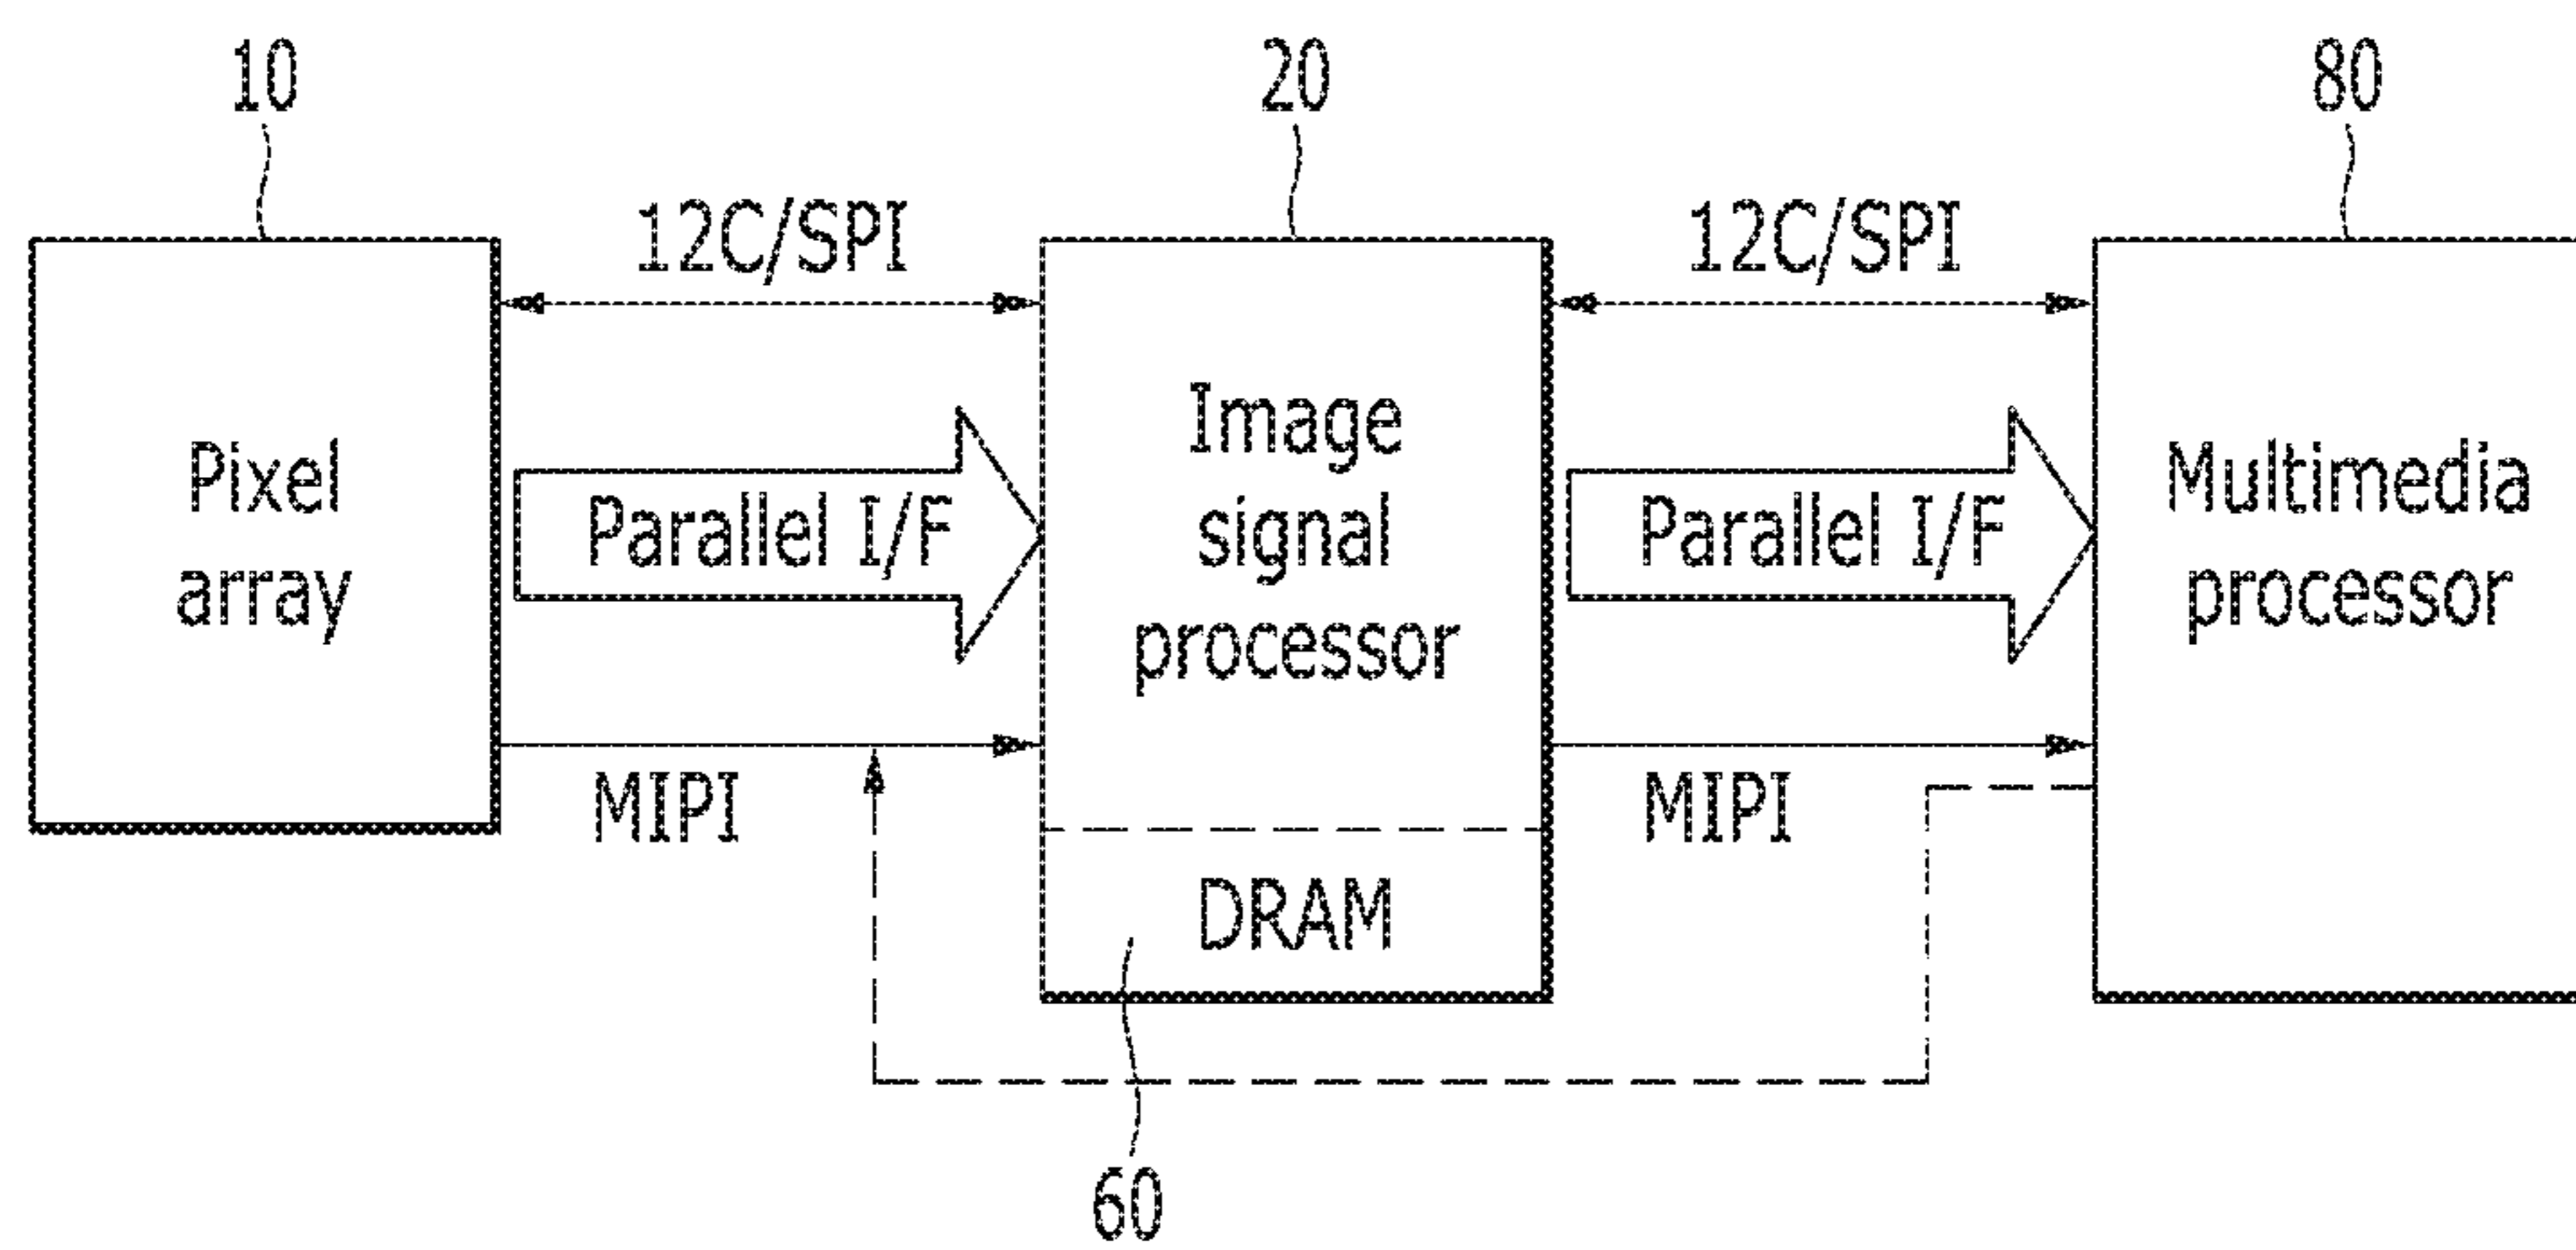 10
20
80
12C/SPI
12C/SPI
Pixel
array
Parallel I/F
Image
signal
processor
Parallel I/F
Multimedia
processor
MIPI
MIPI
DRAM
60